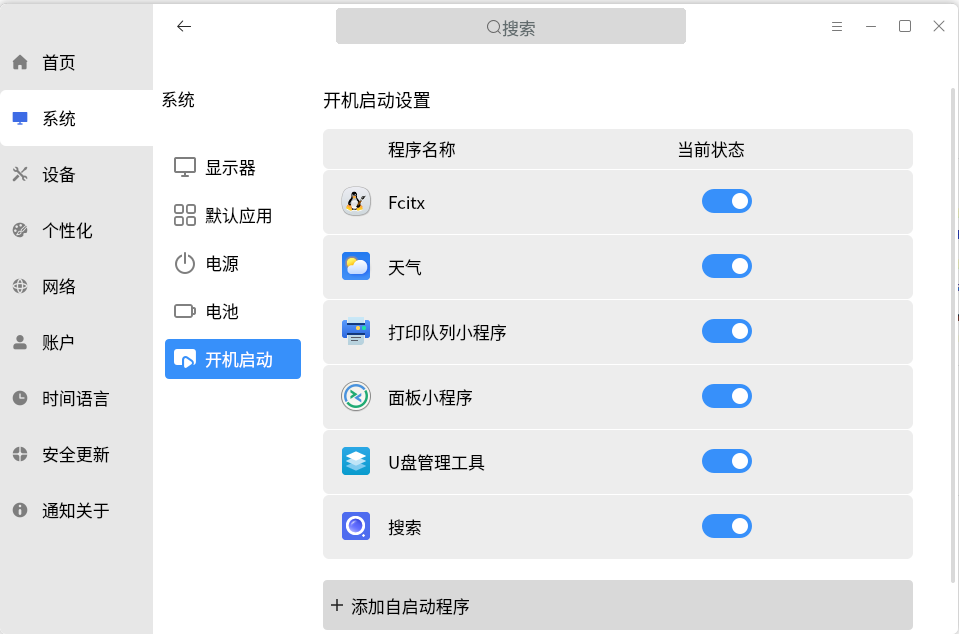 搜索
首页
系统
设备
个性化
网络
账户
时间语言
安全更新
通知关于
系统
显示器
默认应用
电源
电池
开机启动
开机启动设置
程序名称 当前状态
Fcitx
天气
打印队列小程序
面板小程序
U盘管理工具
搜索
+ 添加自启动程序